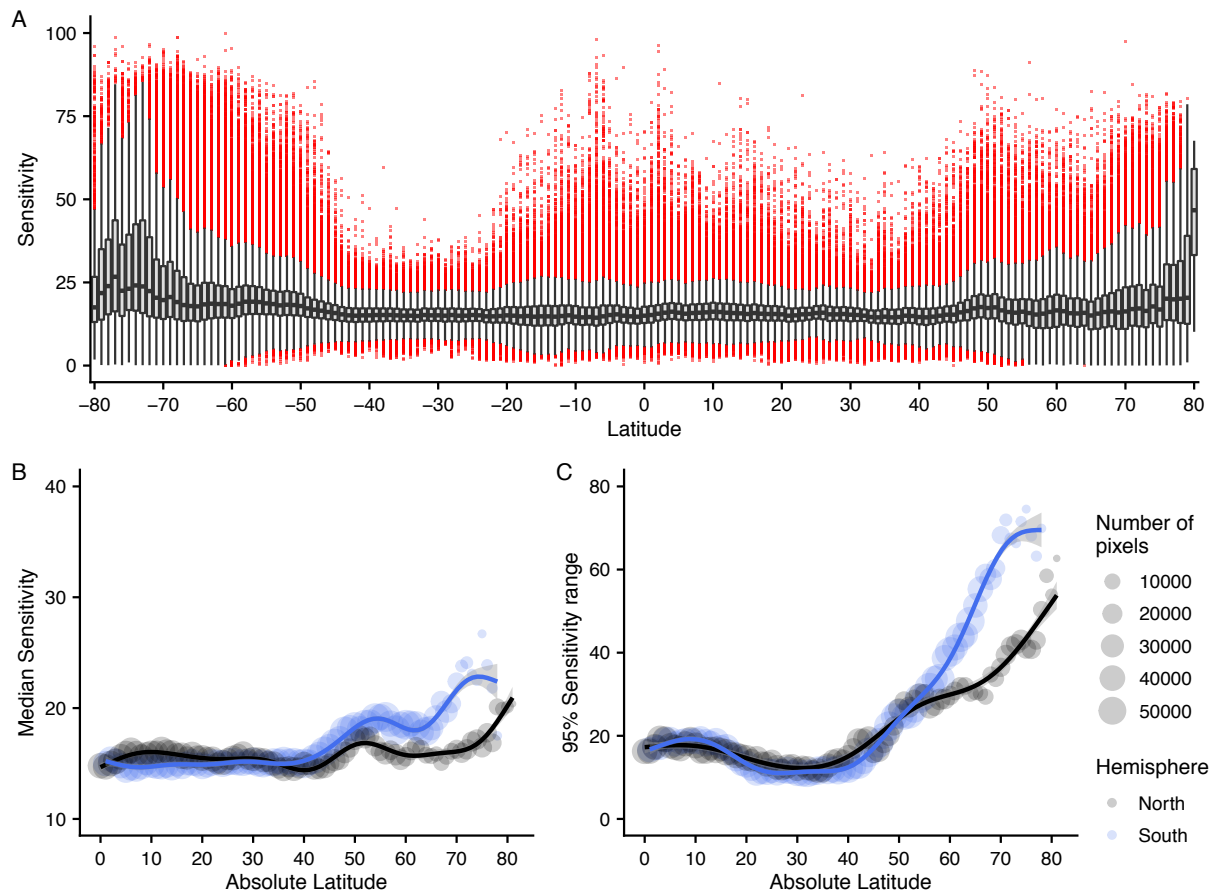 A
100
75
50
25
0
Sensitivity
−80 −70 −60 −50 −40 −30 −20 −10 0 10 20 30 40 50 60 70 80
Latitude
B
40
30
20
10
Median Sensitivity
0 10 20 30 40 50 60 70 80
Absolute Latitude
C
80
60
40
20
0
95% Sensitivity range
0 10 20 30 40 50 60 70 80
Absolute Latitude
Number of
pixels
10000
20000
30000
40000
50000
Hemisphere
North
South